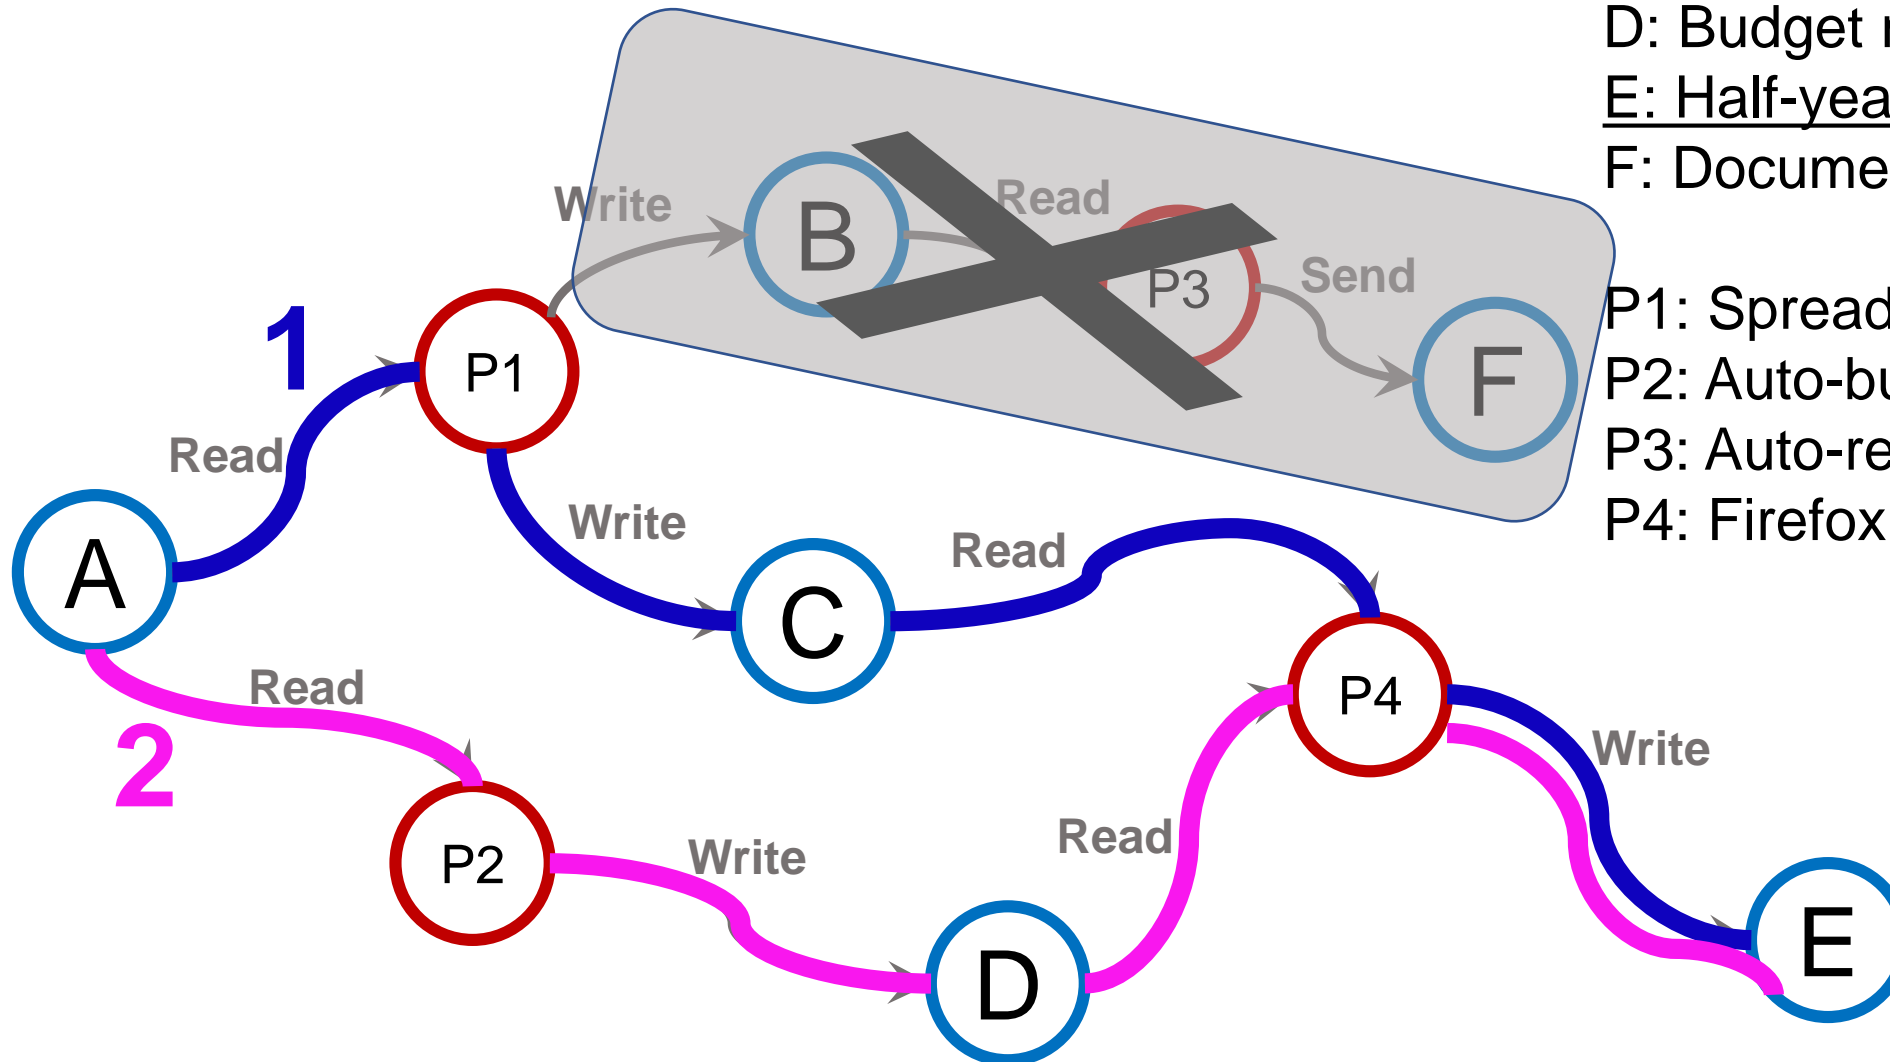 D: Budget
E: Half-yea
F: Docume
P1: Spread
P2: Auto-bu
P3: Auto-re
P4: Firefox
Write
B
Read
P3
Send
F
1
P1
Read
Write
A
Read
C
Read
2
P4
Write
P2
Write
Read
D
E